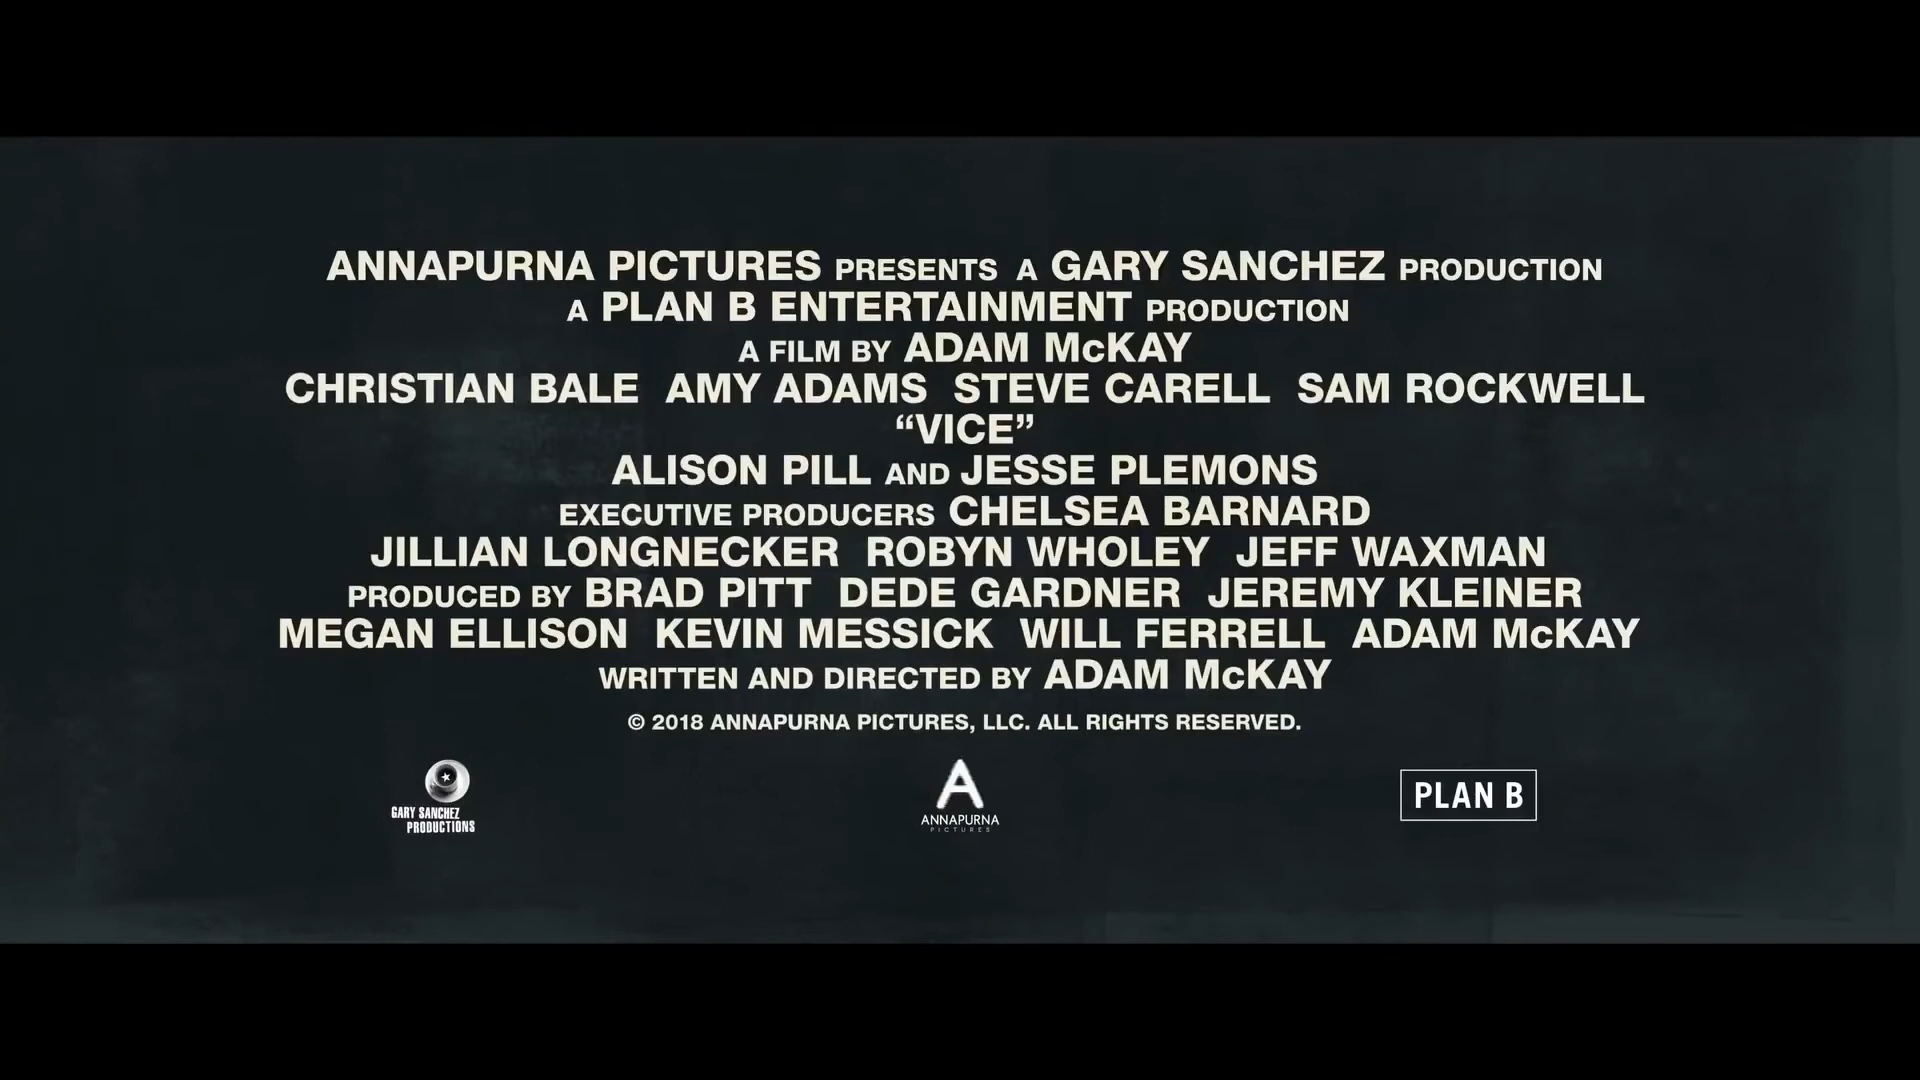 ANNAPURNA PICTURES PRESENTS A GARY SANCHEZ PRODUCTION
A PLAN B ENTERTAINMENT PRODUCTION
A FILM BY ADAM McKAY
CHRISTIAN BALE AMY ADAMS STEVE CARELL SAM ROCKWELL
“VICE”
ALISON PILL AND JESSE PLEMONS
EXECUTIVE PRODUCERS CHELSEA BARNARD
JILLIAN LONGNECKER ROBYN WHOLEY JEFF WAXMAN
PRODUCED BY BRAD PITT DEDE GARDNER JEREMY KLEINER
MEGAN ELLISON KEVIN MESSICK WILL FERRELL ADAM McKAY
WRITTEN AND DIRECTED BY ADAM McKAY
© 2018 ANNAPURNA PICTURES, LLC. ALL RIGHTS RESERVED.
GARY SANCHEZ
PRODUCTIONS
A
ANNAPURNA
PICTURES
PLAN B